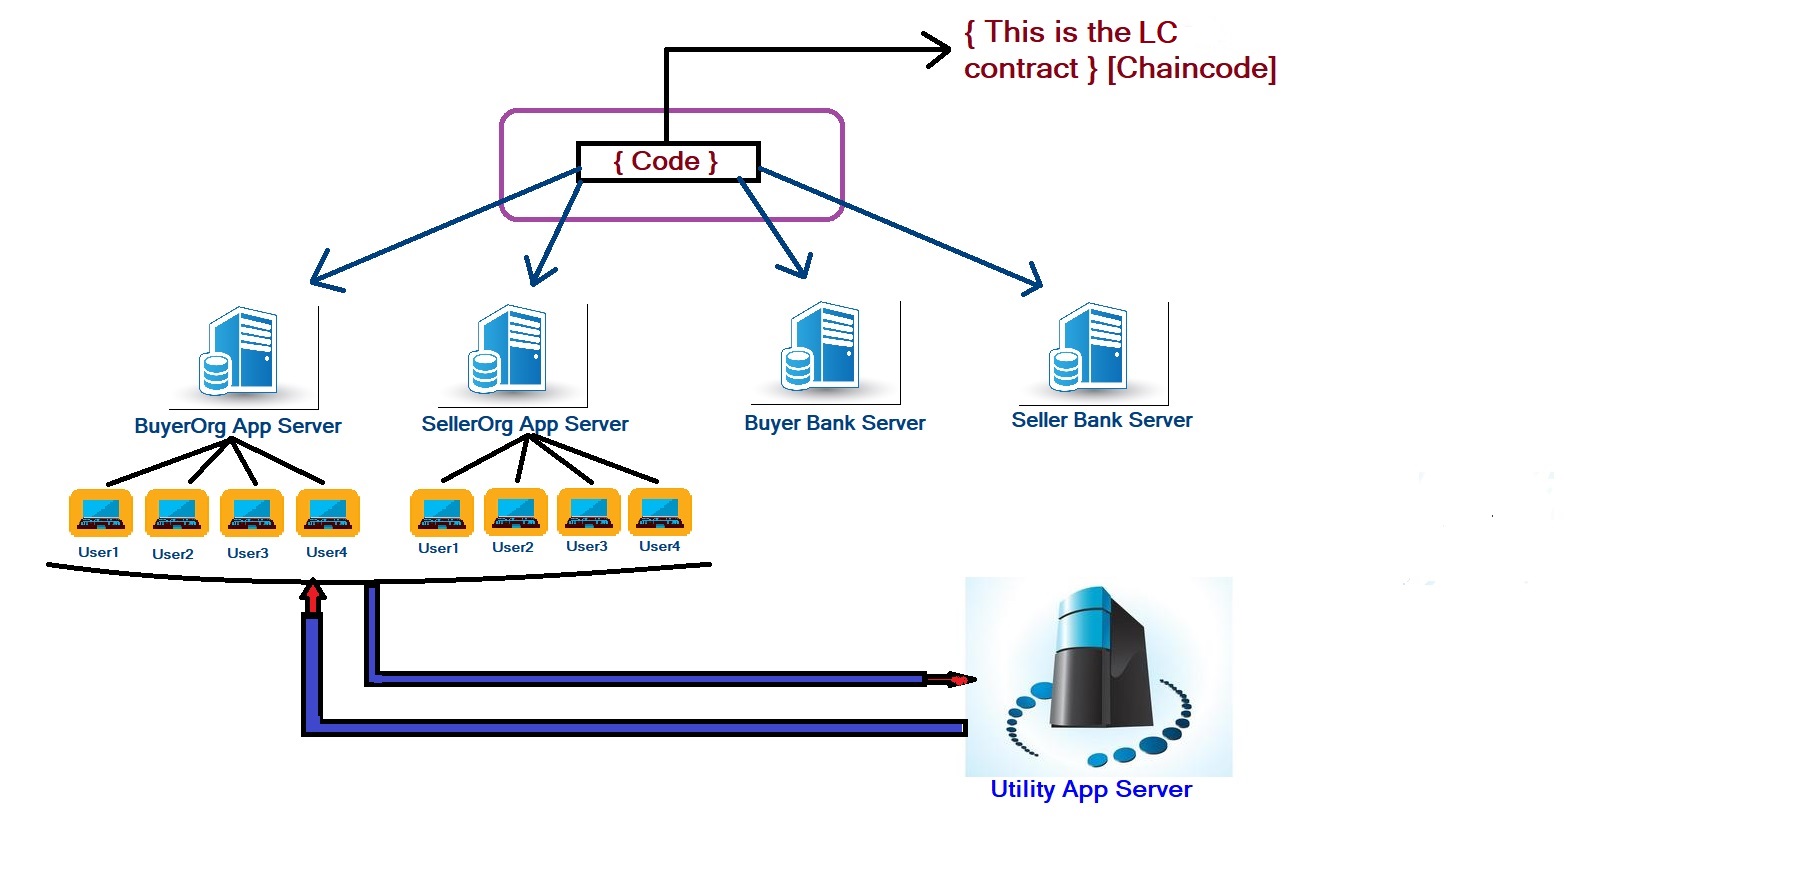 { This is the LC
contract } [Chaincode]
{ Code }
BuyerOrg App Server
SellerOrg App Server
Buyer Bank Server
Seller Bank Server
User1
User2
User3
User4
User1
User2
User3
User4
Utility App Server